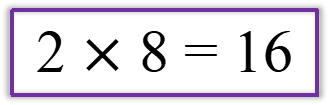 2 × 8 = 16